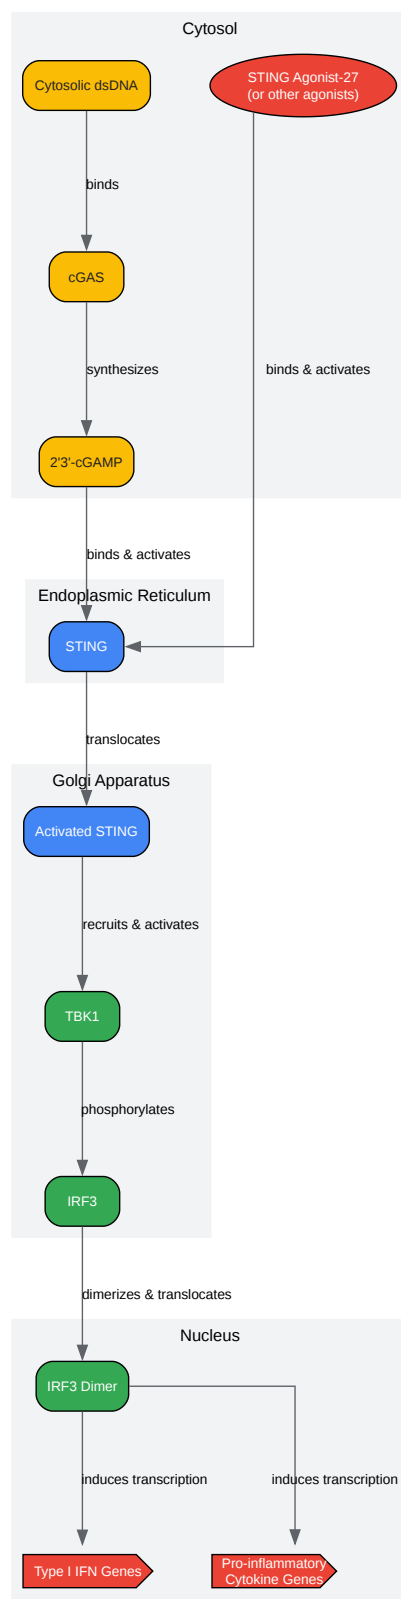 Cytosol
Cytosolic dsDNA
STING Agonist-27
(or other agonists)
binds
cGAS
synthesizes
binds & activates
2'3'-cGAMP
binds & activates
Endoplasmic Reticulum
STING
translocates
Golgi Apparatus
Activated STING
recruits & activates
TBK1
phosphorylates
IRF3
dimerizes & translocates
Nucleus
IRF3 Dimer
induces transcription
induces transcription
Type I IFN Genes
Pro-inflammatory
Cytokine Genes